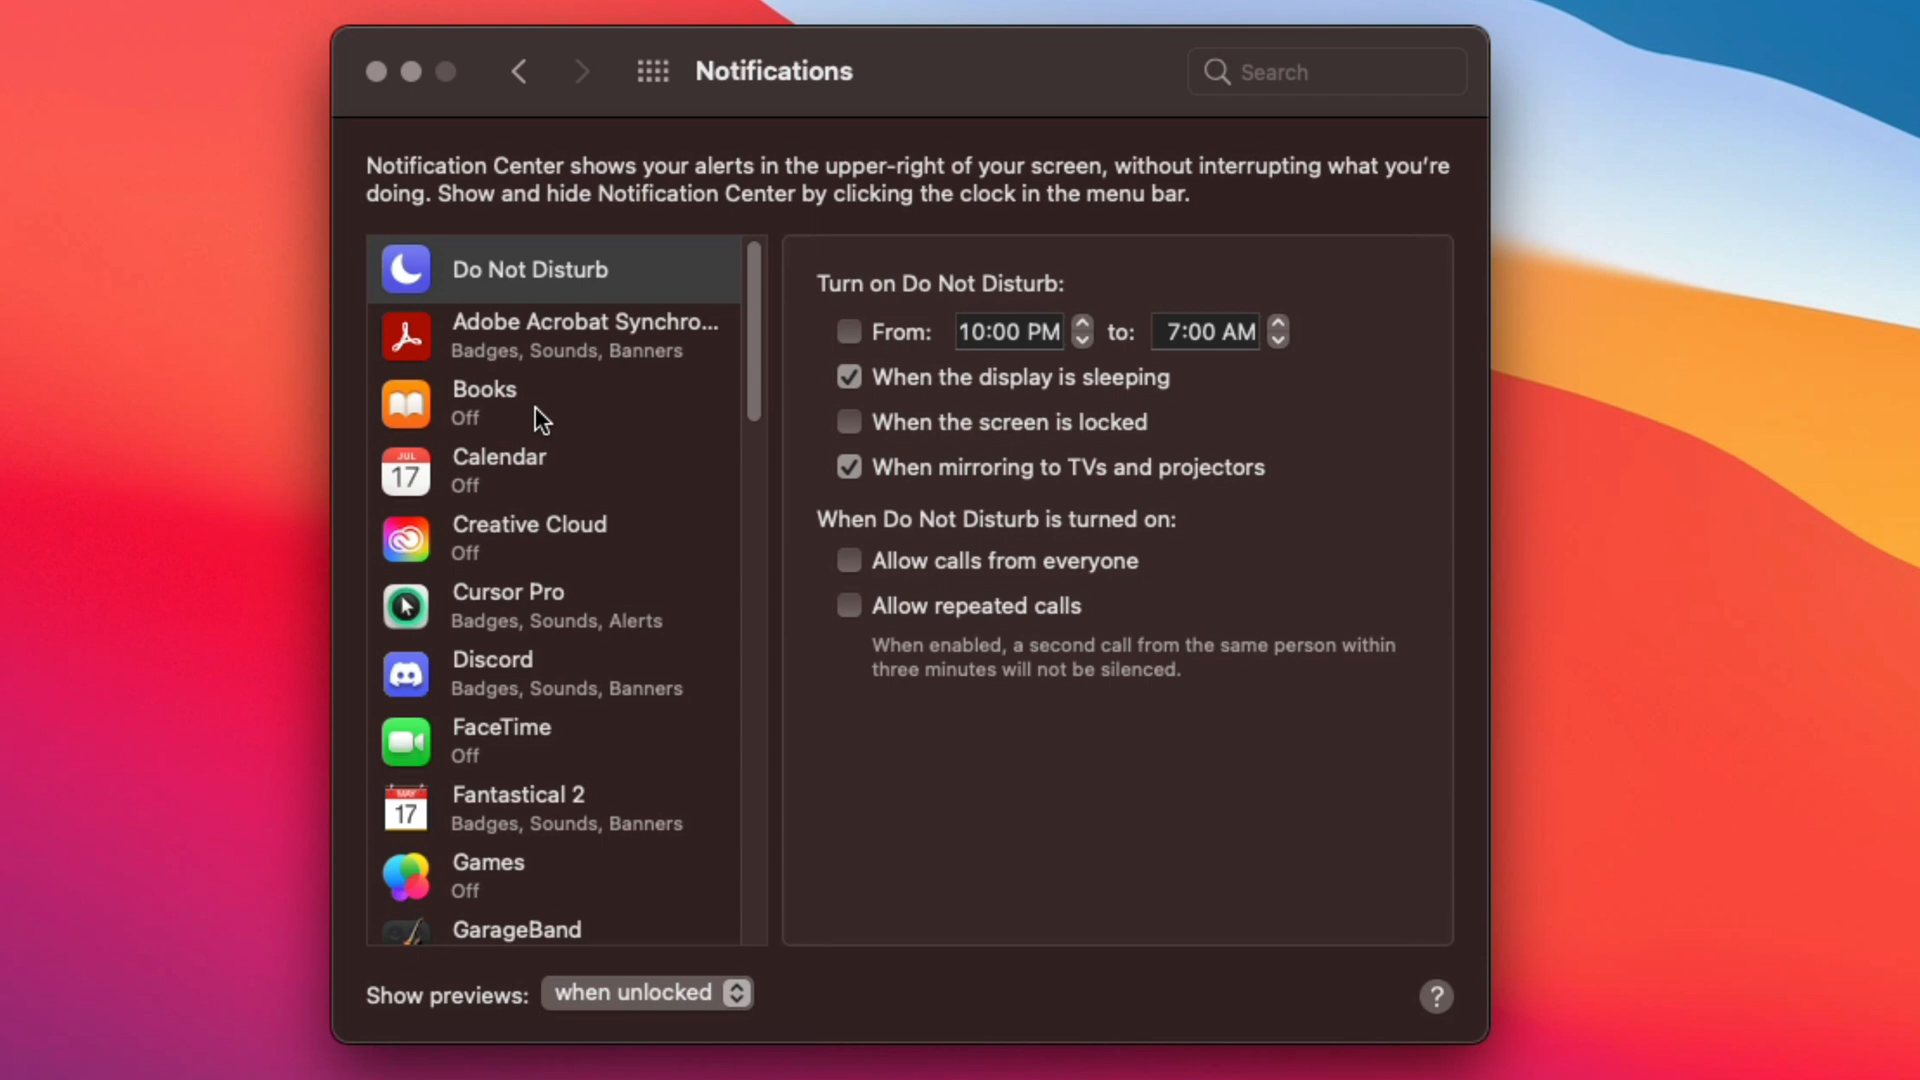 Notifications
Search
Notification Center shows your alerts in the upper-right of your screen, without interrupting what you’re
doing. Show and hide Notification Center by clicking the clock in the menu bar.
Do Not Disturb
Adobe Acrobat Synchro...
Badges, Sounds, Banners
Books
Off
JUL
17
Calendar
Off
Creative Cloud
Off
Cursor Pro
Badges, Sounds, Alerts
Discord
Badges, Sounds, Banners
FaceTime
Off
MAY
17
Fantastical 2
Badges, Sounds, Banners
Games
Off
GarageBand
Turn on Do Not Disturb:
From: 10:00 PM to: 7:00 AM
When the display is sleeping
When the screen is locked
When mirroring to TVs and projectors
When Do Not Disturb is turned on:
Allow calls from everyone
Allow repeated calls
When enabled, a second call from the same person within
three minutes will not be silenced.
Show previews: when unlocked
?